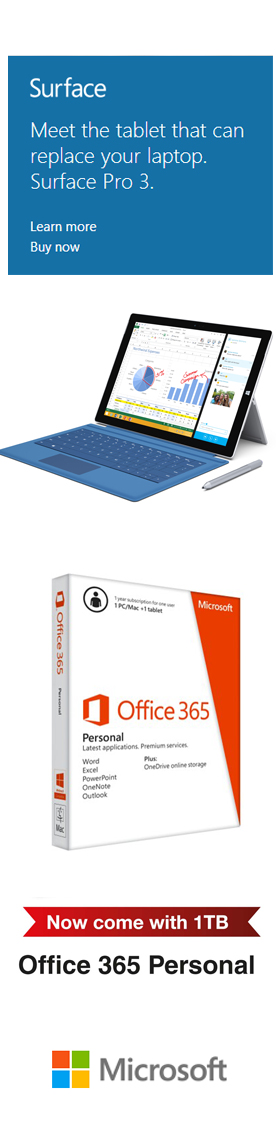 Surface
Meet the tablet that can
replace your laptop.
Surface Pro 3.
Learn more
Buy now
1 year subscription for one user
1 PC/Mac +1 tablet
Microsoft
Office 365
Personal
Office 365
Personal
Latest applications. Premium services.
Word
Excel
PowerPoint
OneNote
Outlook
Plus:
OneDrive online storage
Mac
Now come with 1TB
Office 365 Personal
Microsoft